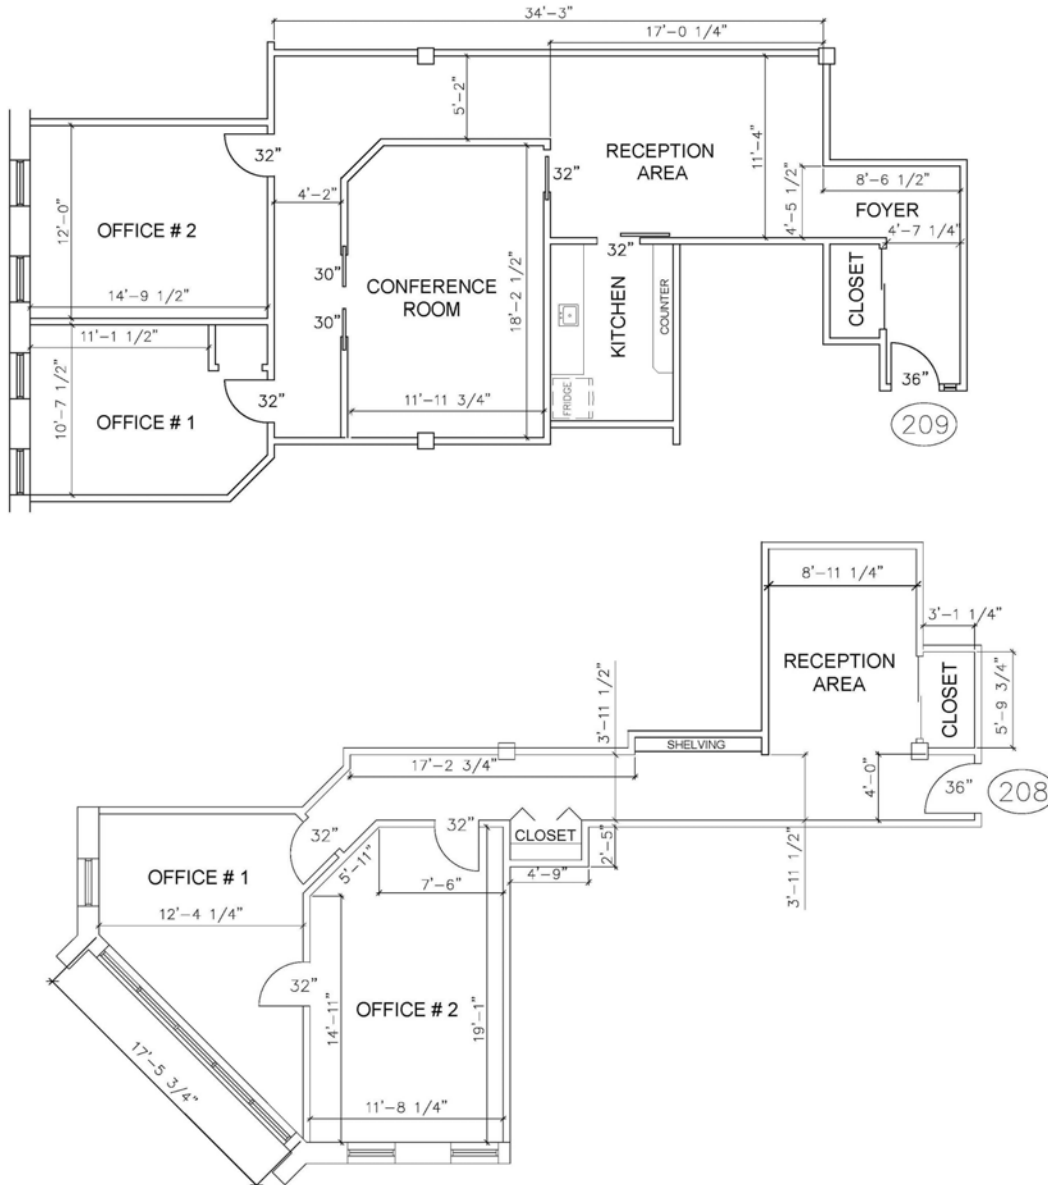 34'-3"
17'-0 1/4"
5'-2"
11'-4"
32"
RECEPTION
AREA
32"
4'-2"
4'-5 1/2"
8'-6 1/2"
FOYER
4'-7 1/4"
OFFICE # 2
12'-0"
14'-9 1/2"
30"
CONFERENCE
ROOM
18'-2 1/2"
32"
KITCHEN
COUNTER
CLOSET
30"
11'-1 1/2"
10'-7 1/2"
OFFICE # 1
32"
11'-11 3/4"
FRIDGE
36"
209
8'-11 1/4"
3'-1 1/4"
RECEPTION
AREA
CLOSET
5'-9 3/4"
3'-11 1/2"
SHELVING
17'-2 3/4"
4'-0"
36"
208
32"
32"
CLOSET
2'-5"
3'-11 1/2"
5'-11"
7'-6"
4'-9"
OFFICE # 1
12'-4 1/4"
32"
14'-11"
OFFICE # 2
19'-1"
17'-5 3/4"
11'-8 1/4"